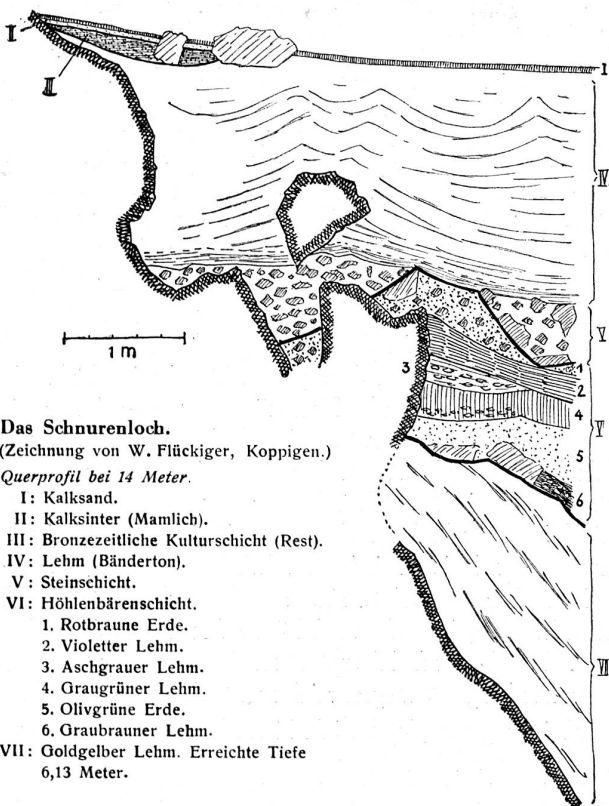 I
II
I
IV
1 m
V
3
1
2
4
V
5
6
VII
Das Schnurenloch.
(Zeichnung von W. Flückiger, Koppigen.)
Querprofil bei 14 Meter.
I: Kalksand.
II: Kalksinter (Mamlich).
III: Bronzezeitliche Kulturschicht (Rest).
IV: Lehm (Bänderton).
V: Steinschicht.
VI: Höhlenbärenschicht.
1. Rotbraune Erde.
2. Violetter Lehm.
3. Aschgrauer Lehm.
4. Graugrüner Lehm.
5. Olivgrüne Erde.
6. Graubrauner Lehm.
VII: Goldgelber Lehm. Erreichte Tiefe
6,13 Meter.